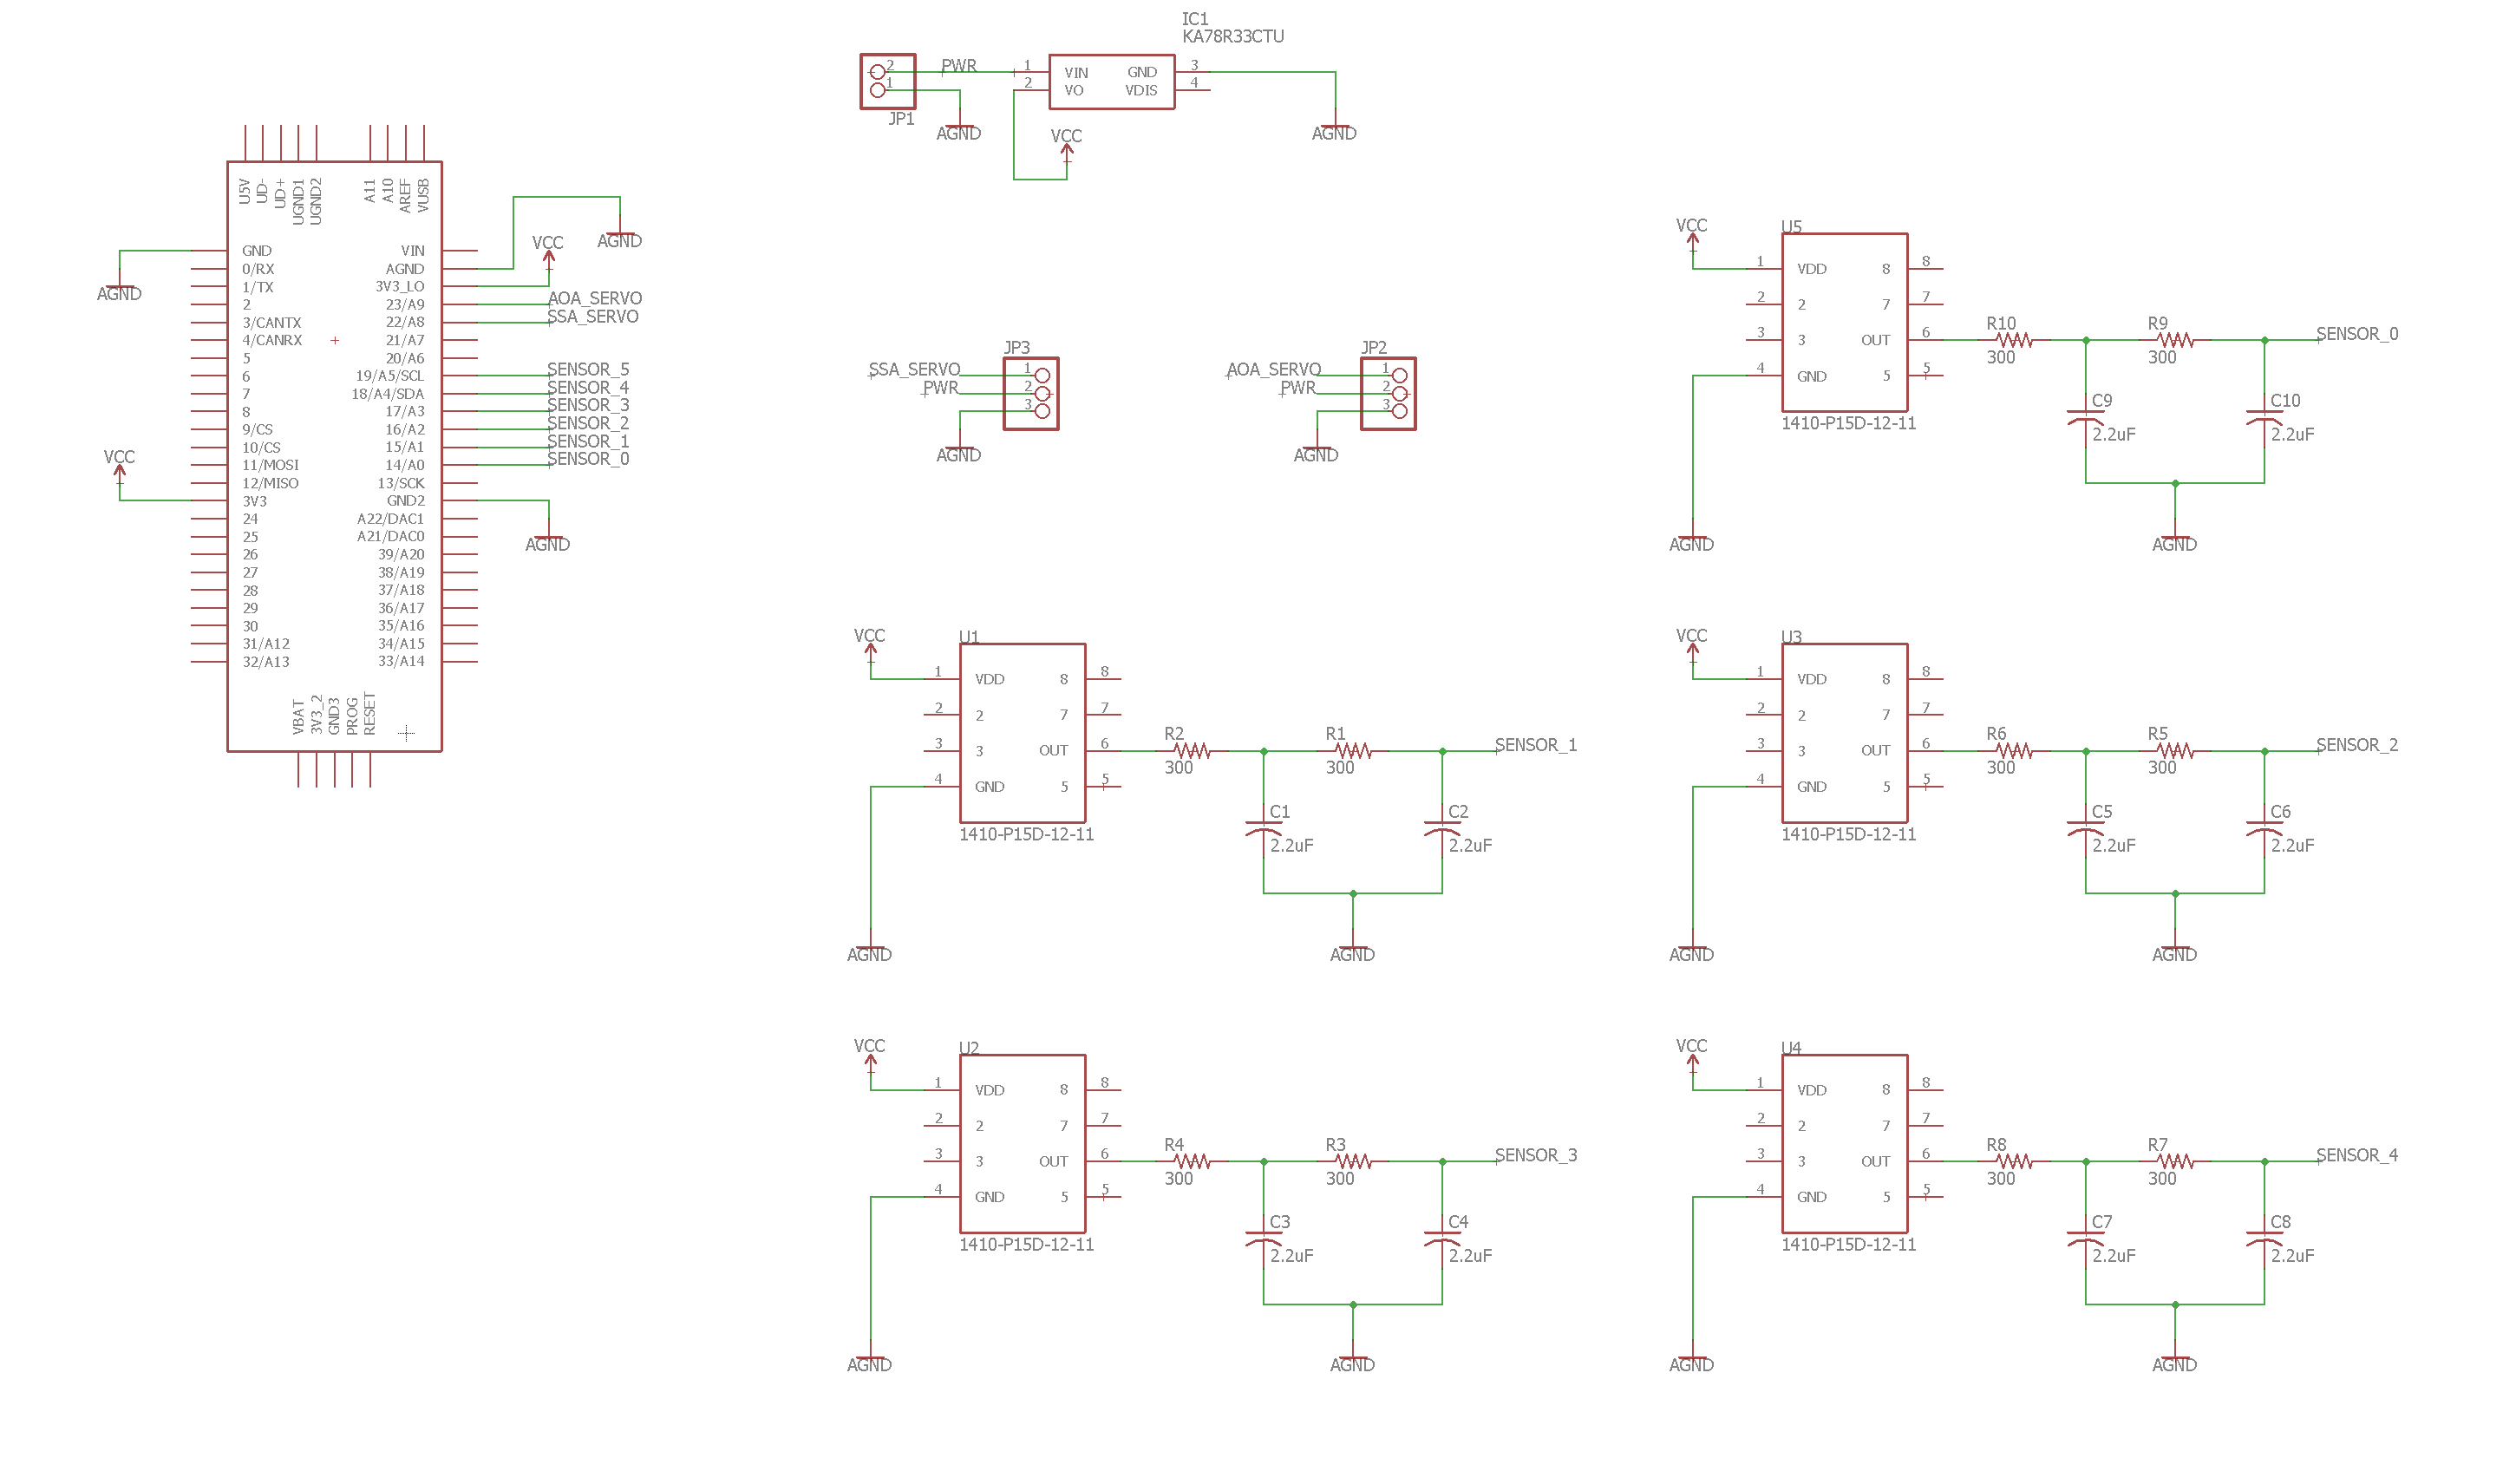 IC1
KA78R33CTU
2
1
JP1
PWR
AGND
1
2
VIN
VO
GND
VDIS
3
4
VCC
AGND
U5V
UD-
UD+
UGND1
UGND2
A11
A10
AREF
VUSB
GND
0/RX
1/TX
2
3/CANTX
4/CANRX
5
6
7
8
9/CS
10/CS
11/MOSI
12/MISO
3V3
24
25
26
27
28
29
30
31/A12
32/A13
VIN
AGND
3V3_LO
23/A9
22/A8
21/A7
20/A6
19/A5/SCL
18/A4/SDA
17/A3
16/A2
15/A1
14/A0
13/SCK
GND2
A22/DAC1
A21/DAC0
39/A20
38/A19
37/A18
36/A17
35/A16
34/A15
33/A14
VBAT
3V3_2
GND3
PROG
RESET
AGND
VCC
AGND
VCC
AOA_SERVO
SSA_SERVO
SENSOR_5
SENSOR_4
SENSOR_3
SENSOR_2
SENSOR_1
SENSOR_0
AGND
JP3
SSA_SERVO
PWR
1
2
3
AGND
JP2
AOA_SERVO
PWR
1
2
3
AGND
VCC
U5
1
2
3
4
VDD
2
3
GND
8
7
OUT
5
8
7
6
5
1410-P15D-12-11
AGND
R10
300
R9
300
SENSOR_0
C9
2.2uF
C10
2.2uF
AGND
VCC
U1
1
2
3
4
VDD
2
3
GND
8
7
OUT
5
8
7
6
5
1410-P15D-12-11
AGND
R2
300
R1
300
SENSOR_1
C1
2.2uF
C2
2.2uF
AGND
VCC
U3
1
2
3
4
VDD
2
3
GND
8
7
OUT
5
8
7
6
5
1410-P15D-12-11
AGND
R6
300
R5
300
SENSOR_2
C5
2.2uF
C6
2.2uF
AGND
VCC
U2
1
2
3
4
VDD
2
3
GND
8
7
OUT
5
8
7
6
5
1410-P15D-12-11
AGND
R4
300
R3
300
SENSOR_3
C3
2.2uF
C4
2.2uF
AGND
VCC
U4
1
2
3
4
VDD
2
3
GND
8
7
OUT
5
8
7
6
5
1410-P15D-12-11
AGND
R8
300
R7
300
SENSOR_4
C7
2.2uF
C8
2.2uF
AGND